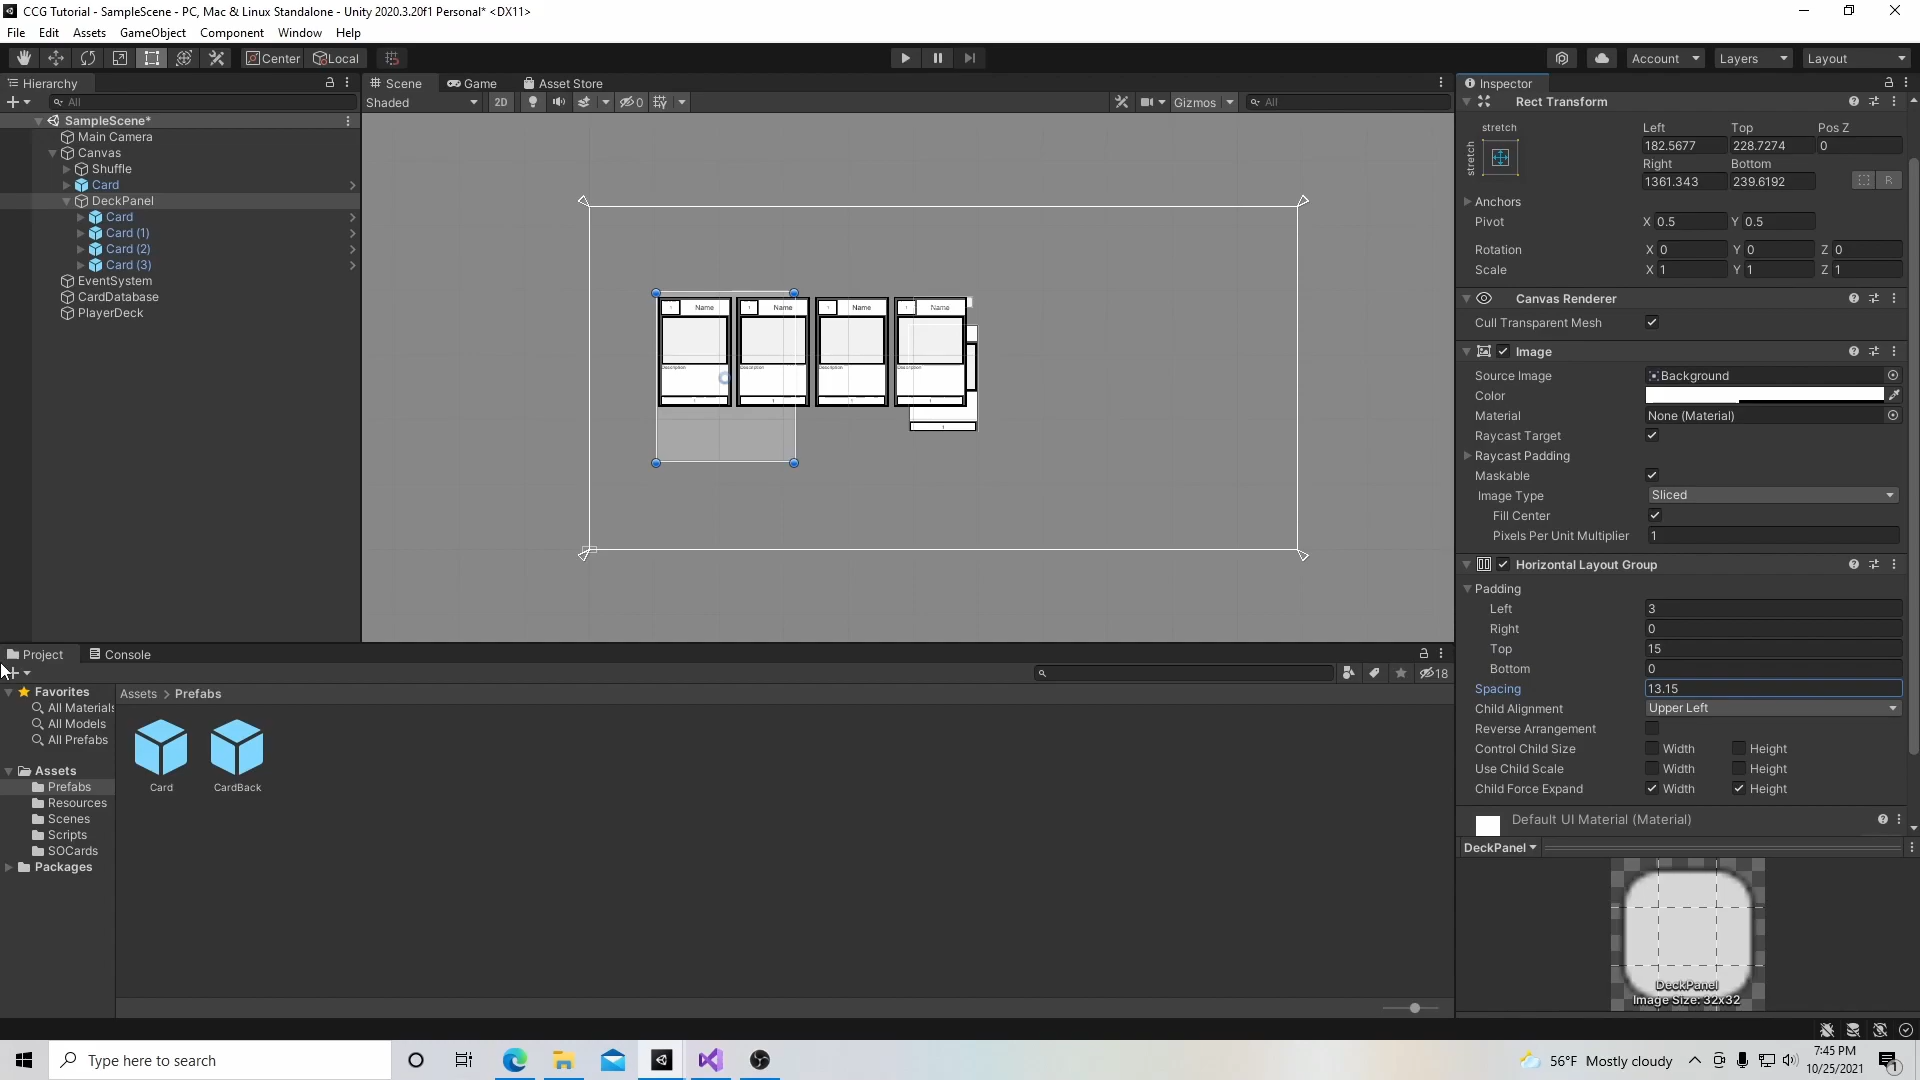 CCG Tutorial - SampleScene - PC, Mac & Linux Standalone - Unity 2020.3.20f1 Personal* <DX11>
File Edit Assets GameObject Component Window Help
Center Local
Account Layers Layout
Hierarchy
All
SampleScene*
Main Camera
Canvas
Shuffle
Card
DeckPanel
Card
Card (1)
Card (2)
Card (3)
EventSystem
CardDatabase
PlayerDeck
Scene Game Asset Store
Shaded 2D 0 Gizmos All
Name Name Name Name
Description Description Description Description
Inspector
Rect Transform
stretch
stretch
Left Top Pos Z
182.5677 228.7274 0
Right Bottom
1361.343 239.6192 R
Anchors
Pivot X 0.5 Y 0.5
Rotation X 0 Y 0 Z 0
Scale X 1 Y 1 Z 1
Canvas Renderer
Cull Transparent Mesh
Image
Source Image Background
Color
Material None (Material)
Raycast Target
Raycast Padding
Maskable
Image Type Sliced
Fill Center
Pixels Per Unit Multiplier 1
Horizontal Layout Group
Padding
Left 3
Right 0
Top 15
Bottom 0
Spacing 13.15
Child Alignment Upper Left
Reverse Arrangement
Control Child Size Width Height
Use Child Scale Width Height
Child Force Expand Width Height
Default UI Material (Material)
DeckPanel
DeckPanel
Image Size: 32x32
Project Console
18
Favorites
All Materials
All Models
All Prefabs
Assets
Prefabs
Resources
Scenes
Scripts
SOCards
Packages
Assets > Prefabs
Card CardBack
Type here to search
56°F Mostly cloudy
7:45 PM
10/25/2021
1